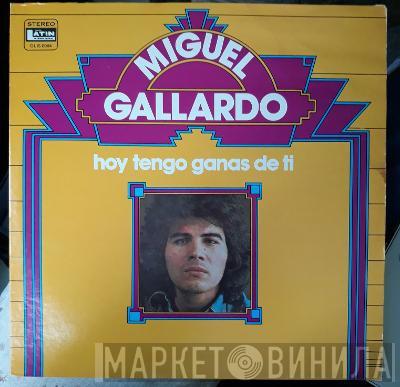 STEREO
LATIN
MIGUEL
GALLARDO
hoy tengo ganas de ti
МАРКЕТ ВИНИЛА